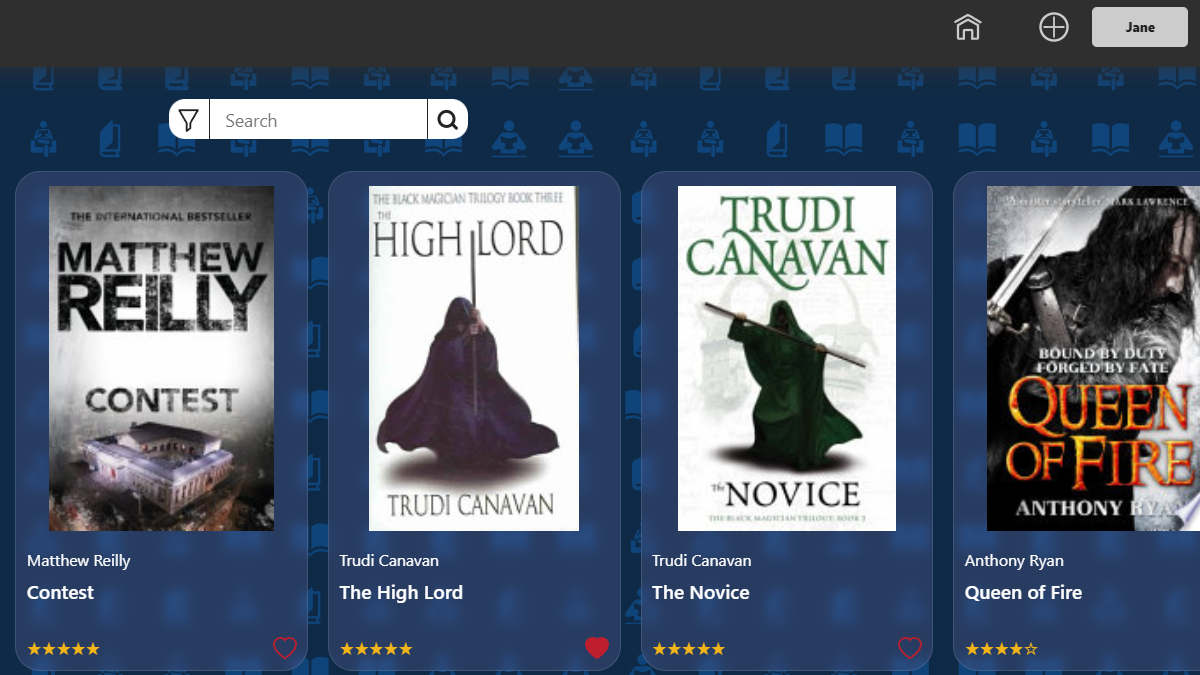 Jane
Search
THE INTERNATIONAL BESTSELLER
MATTHEW
REILLY
CONTEST
Matthew Reilly
Contest
THE BLACK MAGICIAN TRILOGY BOOK THREE
THE
HIGH LORD
TRUDI CANAVAN
Trudi Canavan
The High Lord
TRUDI
CANAVAN
The NOVICE
THE BLACK MAGICIAN TRILOGY: BOOK 2
Trudi Canavan
The Novice
'A master storyteller' MARK LAWRENCE
BOUND BY DUTY
FORGED BY FATE
QUEEN
OF FIRE
ANTHONY RYA
Anthony Ryan
Queen of Fire